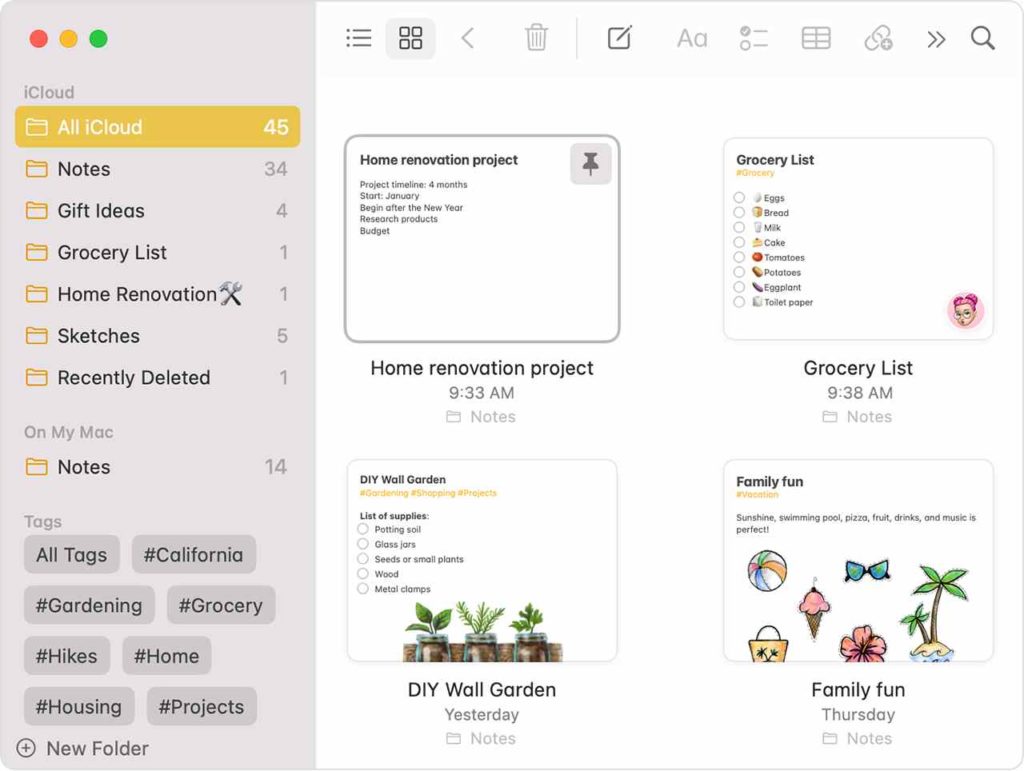 Aa
iCloud
All iCloud 45
Notes 34
Gift Ideas 4
Grocery List 1
Home Renovation🛠️ 1
Sketches 5
Recently Deleted 1
On My Mac
Notes 14
Tags
All Tags #California
#Gardening #Grocery
#Hikes #Home
#Housing #Projects
New Folder
Home renovation project
Project timeline: 4 months
Start: January
Begin after the New Year
Research products
Budget
Home renovation project
9:33 AM
Notes
Grocery List
#Grocery
🥚Eggs
🍞Bread
🥛Milk
🍰Cake
🍅Tomatoes
🥔Potatoes
🍆Eggplant
🧻Toilet paper
Grocery List
9:38 AM
Notes
DIY Wall Garden
#Gardening #Shopping #Projects
List of supplies:
Potting soil
Glass jars
Seeds or small plants
Wood
Metal clamps
DIY Wall Garden
Yesterday
Notes
Family fun
#Vacation
Sunshine, swimming pool, pizza, fruit, drinks, and music is
perfect!
Family fun
Thursday
Notes